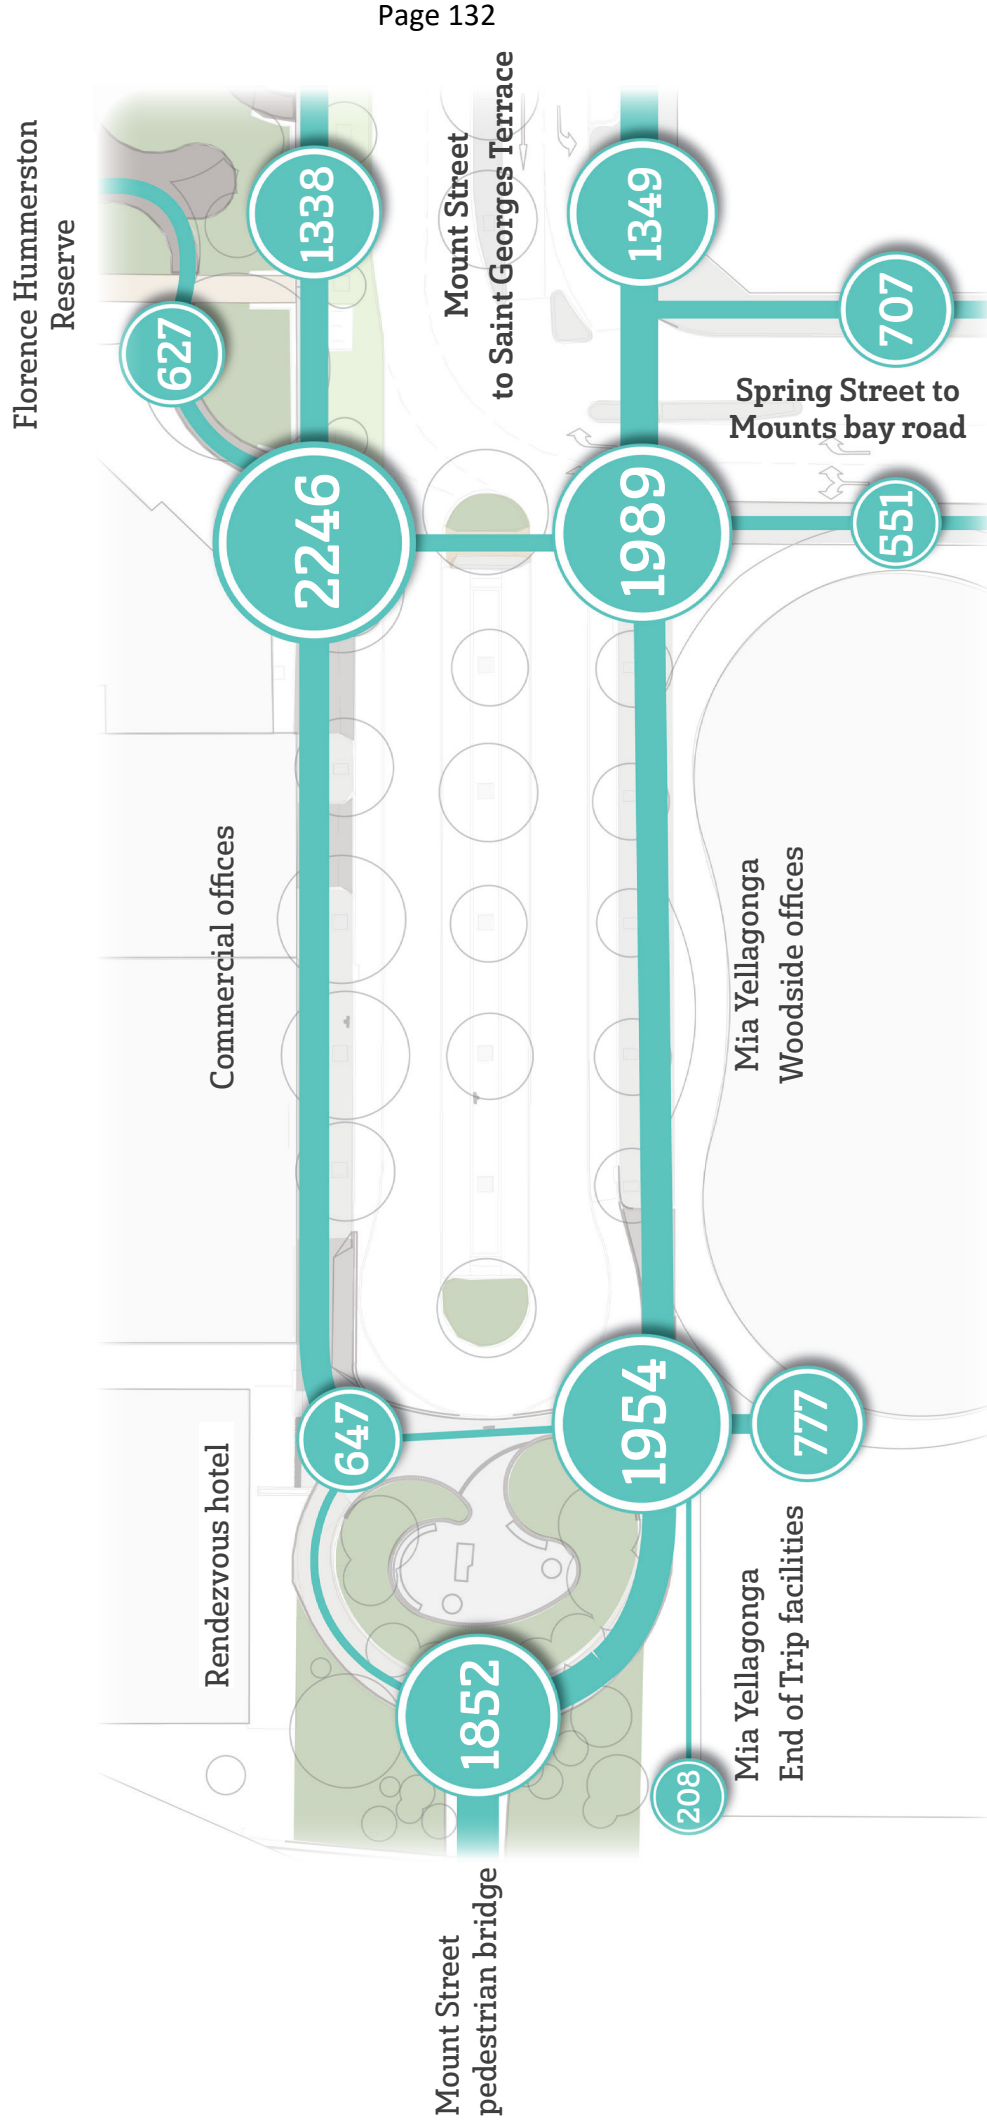 Page 132
Florence Hummerston
Reserve
627
1338
Mount Street
to Saint Georges Terrace
1349
707
Spring Street to
Mounts bay road
2246
1989
551
Commercial offices
Mia Yellagonga
Woodside offices
Rendezvous hotel
647
1954
777
1852
208
Mia Yellagonga
End of Trip facilities
Mount Street
pedestrian bridge